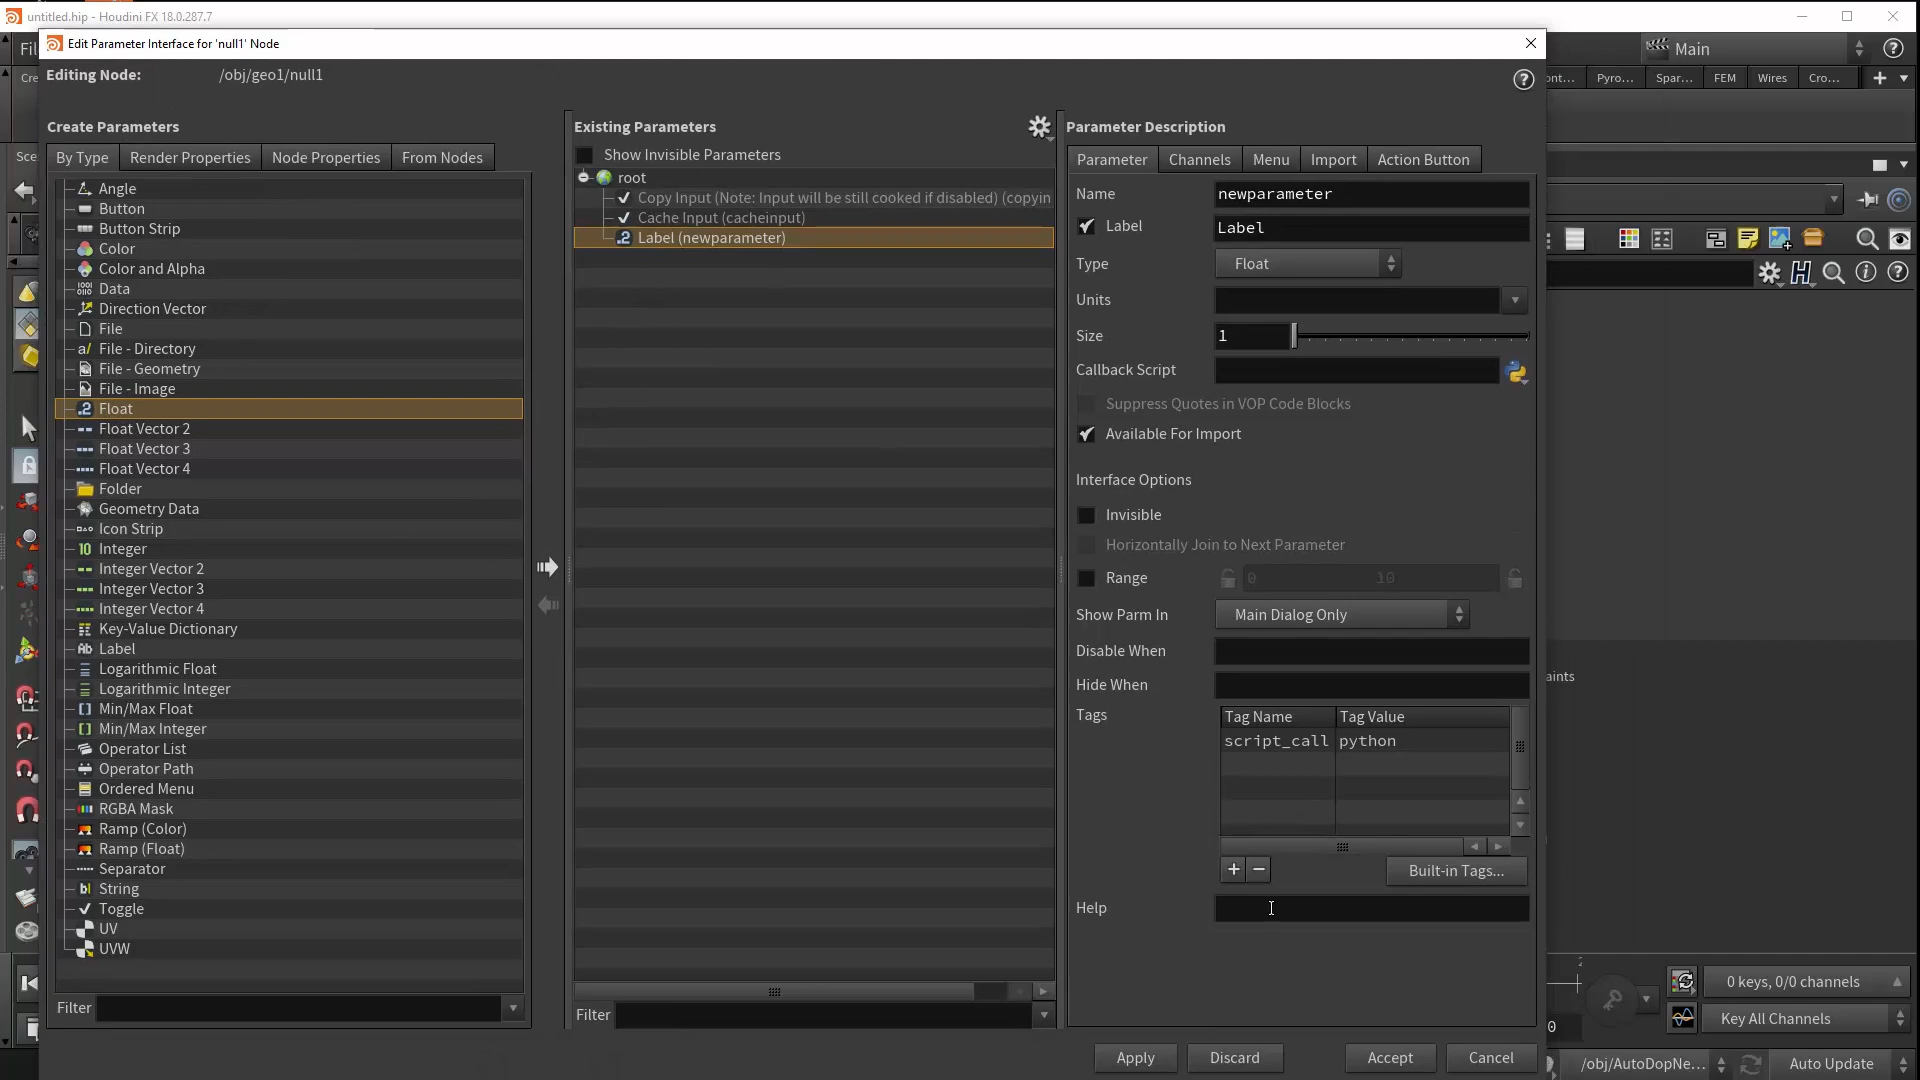 untitled.hip - Houdini FX 18.0.287.7
Edit Parameter Interface for 'null1' Node
Main
Editing Node:
/obj/geo1/null1
Pyro...
Spar...
FEM
Wires
Cro...
Create Parameters
Existing Parameters
Parameter Description
By Type
Render Properties
Node Properties
From Nodes
Show Invisible Parameters
Parameter
Channels
Menu
Import
Action Button
Angle
Button
Button Strip
Color
Color and Alpha
Data
Direction Vector
File
File - Directory
File - Geometry
File - Image
Float
Float Vector 2
Float Vector 3
Float Vector 4
Folder
Geometry Data
Icon Strip
Integer
Integer Vector 2
Integer Vector 3
Integer Vector 4
Key-Value Dictionary
Label
Logarithmic Float
Logarithmic Integer
Min/Max Float
Min/Max Integer
Operator List
Operator Path
Ordered Menu
RGBA Mask
Ramp (Color)
Ramp (Float)
Separator
String
Toggle
UV
UVW
Filter
root
Copy Input (Note: Input will be still cooked if disabled) (copyin
Cache Input (cacheinput)
Label (newparameter)
Filter
Name
newparameter
Label
Label
Type
Float
Units
Size
1
Callback Script
Suppress Quotes in VOP Code Blocks
Available For Import
Interface Options
Invisible
Horizontally Join to Next Parameter
Range
0
10
Show Parm In
Main Dialog Only
Disable When
Hide When
Tags
Tag Name
Tag Value
script_call
python
Built-in Tags...
Help
Apply
Discard
Accept
Cancel
aints
0 keys, 0/0 channels
Key All Channels
/obj/AutoDopNe...
Auto Update